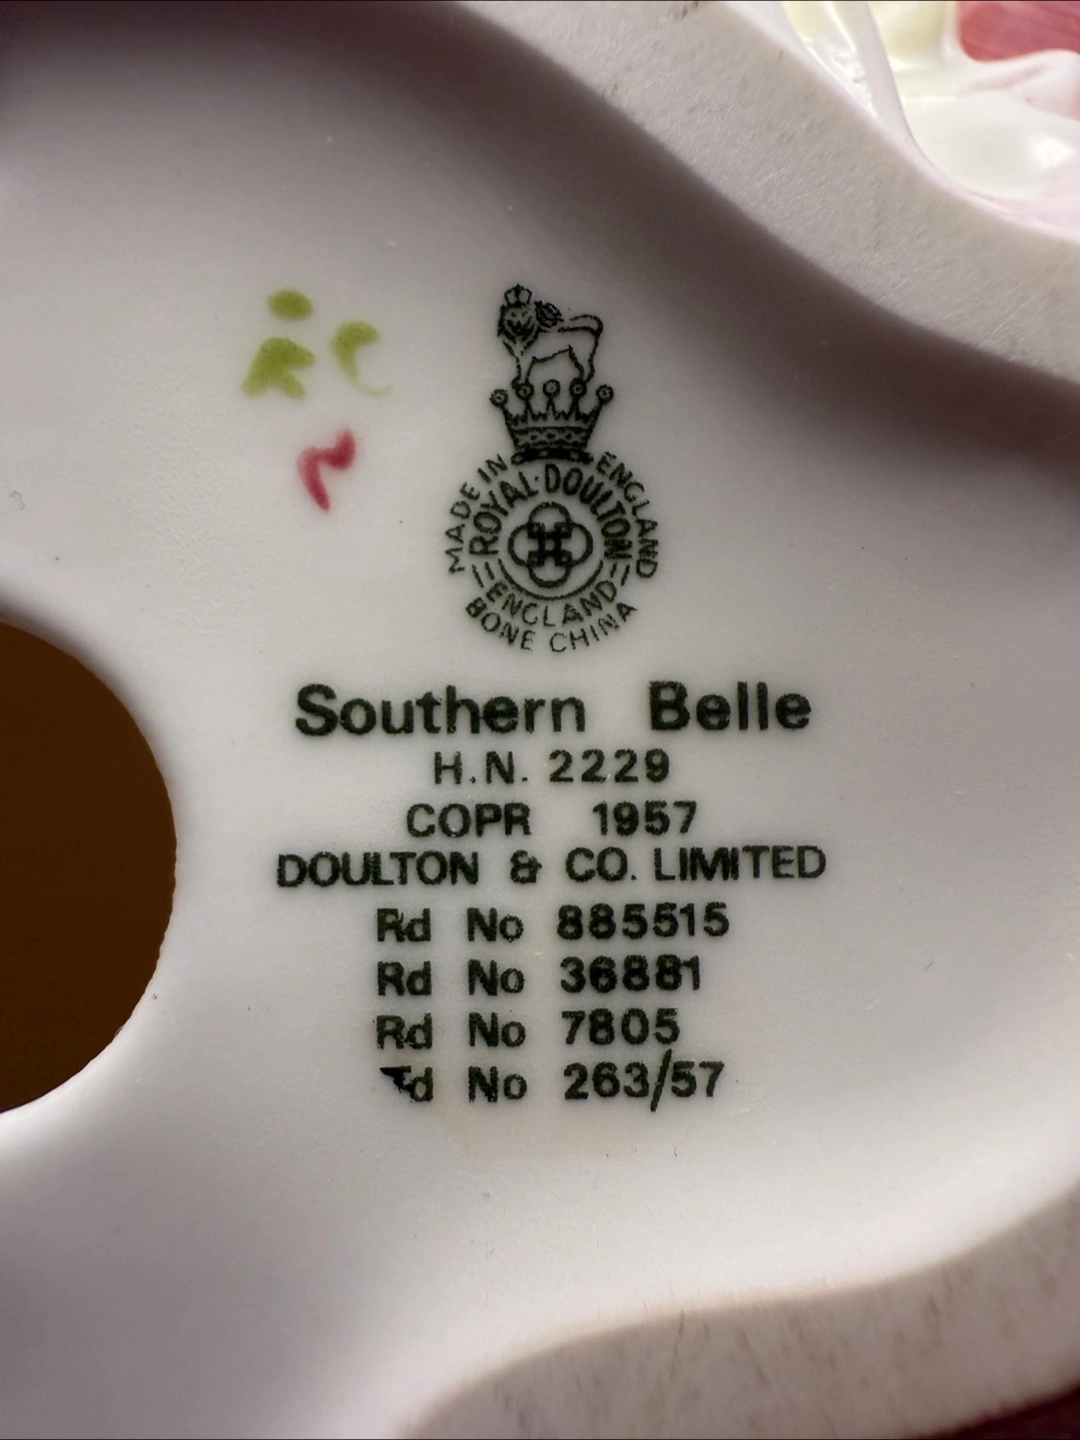 MADE IN ENGLAND
ROYAL·DOULTON
ENGLAND
BONE CHINA
Southern Belle
H.N. 2229
COPR 1957
DOULTON & CO. LIMITED
Rd No 885515
Rd No 36881
Rd No 7805
Rd No 263/57